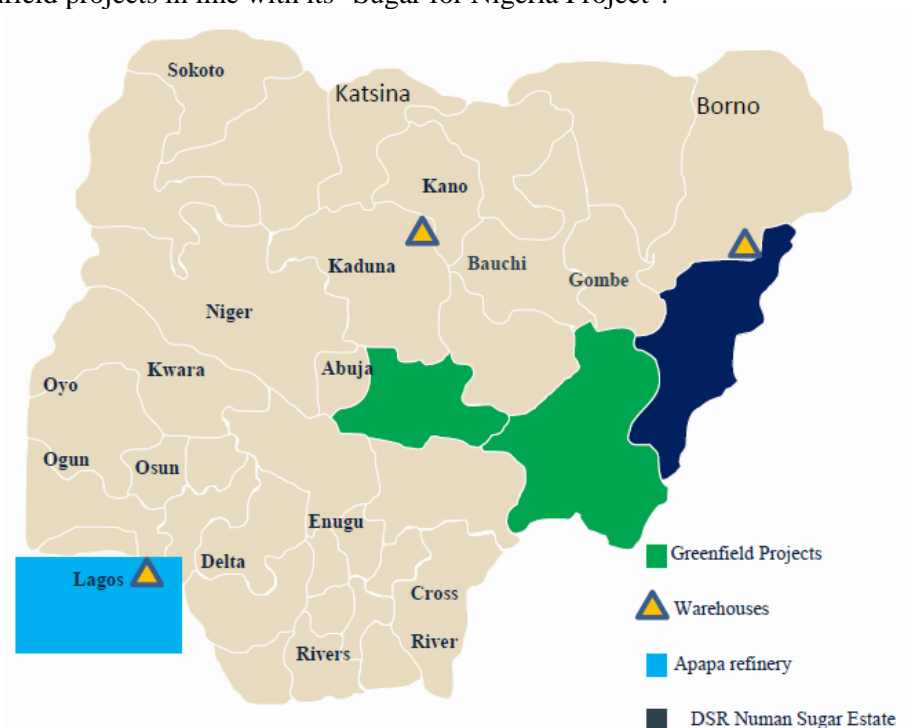 field projects in line with its "Sugar for Nigeria Project".
Sokoto
Katsina
Borno
Kano
Kaduna
Bauchi
Gombe
Niger
Abuja
Kwara
Oyo
Ogun
Osun
Enugu
Delta
Lagos
Cross
River
Rivers
Greenfield Projects
Warehouses
Apapa refinery
DSR Numan Sugar Estate